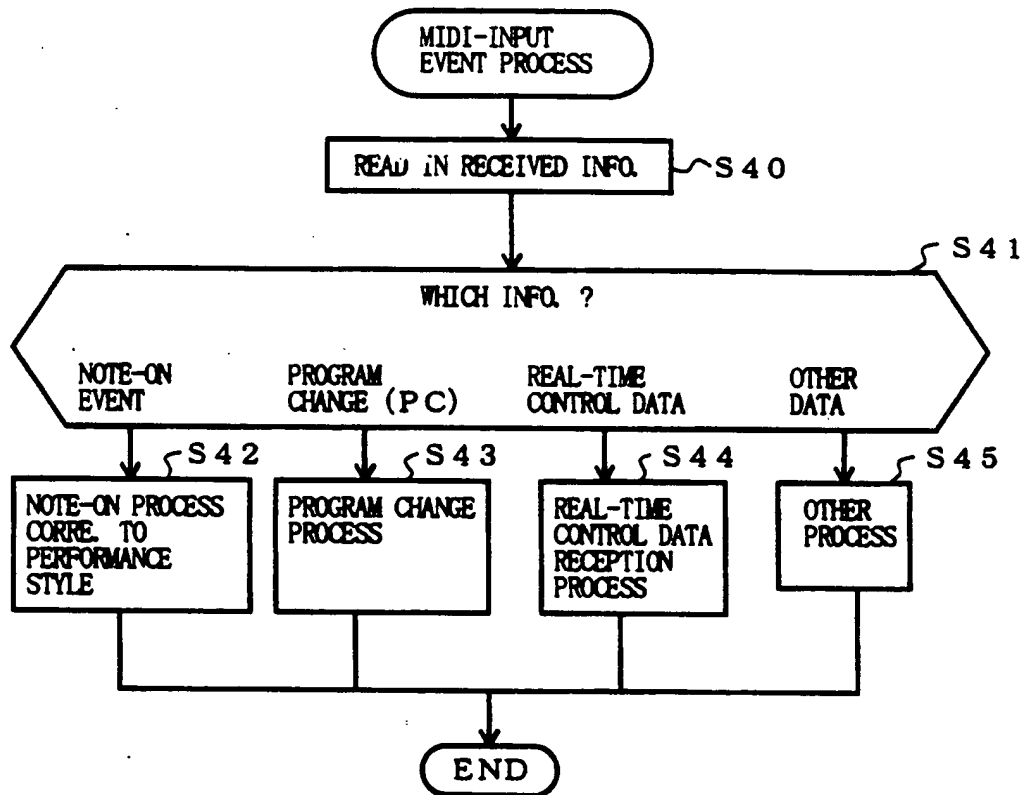 MIDI-INPUT
EVENT PROCESS
READ IN RECEIVED INFO.
S40
S41
WHICH INFO. ?
NOTE-ON
EVENT
PROGRAM
CHANGE (PC)
REAL-TIME
CONTROL DATA
OTHER
DATA
S42
NOTE-ON PROCESS
CORRE. TO
PERFORMANCE
STYLE
S43
PROGRAM CHANGE
PROCESS
S44
REAL-TIME
CONTROL DATA
RECEPTION
PROCESS
S45
OTHER
PROCESS
END